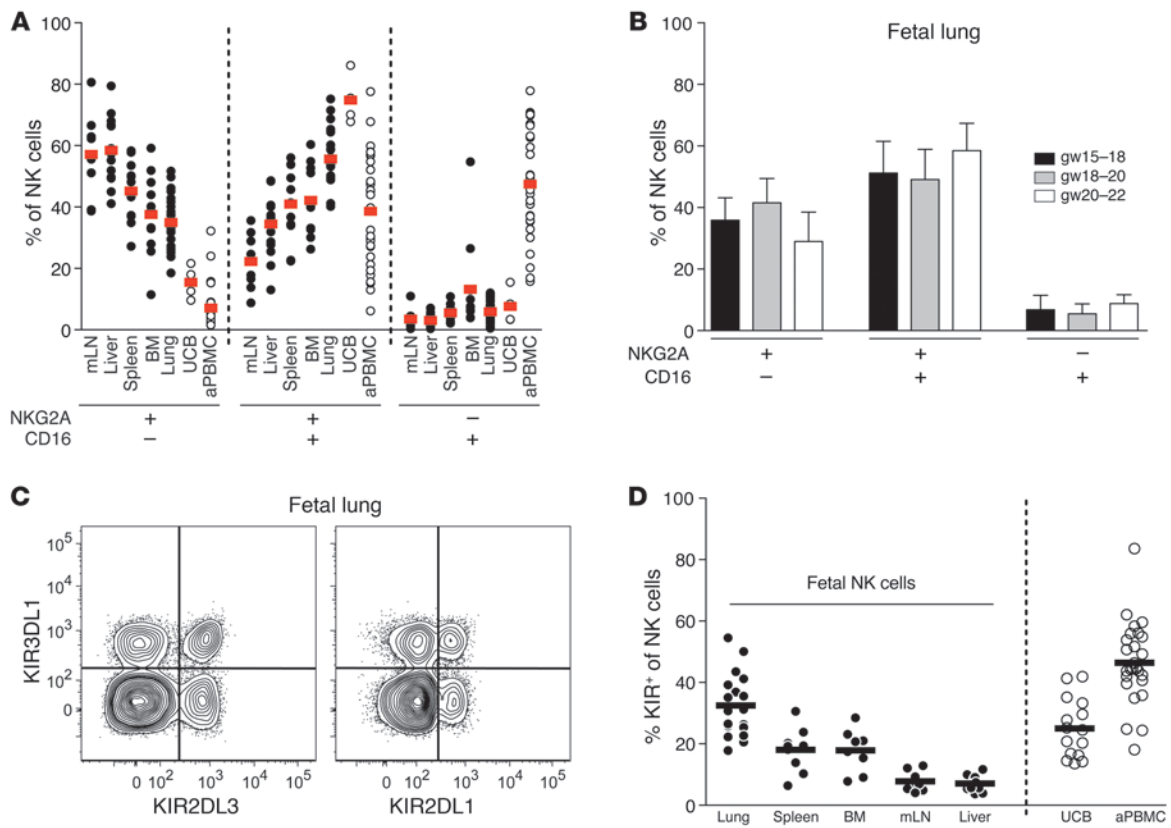 A
% of NK cells
100
80
60
40
20
0
mLN
Liver
Spleen
BM
Lung
UCB
aPBMC
mLN
Liver
Spleen
BM
Lung
UCB
aPBMC
mLN
Liver
Spleen
BM
Lung
UCB
aPBMC
NKG2A + + −
CD16 − + +
B
Fetal lung
% of NK cells
100
80
60
40
20
0
gw15–18
gw18–20
gw20–22
NKG2A + + −
CD16 − + +
C
Fetal lung
KIR3DL1
10⁵
10⁴
10³
10²
0
0 10² 10³ 10⁴ 10⁵
KIR2DL3
0 10² 10³ 10⁴ 10⁵
KIR2DL1
D
% KIR⁺ of NK cells
100
80
60
40
20
0
Fetal NK cells
Lung Spleen BM mLN Liver UCB aPBMC